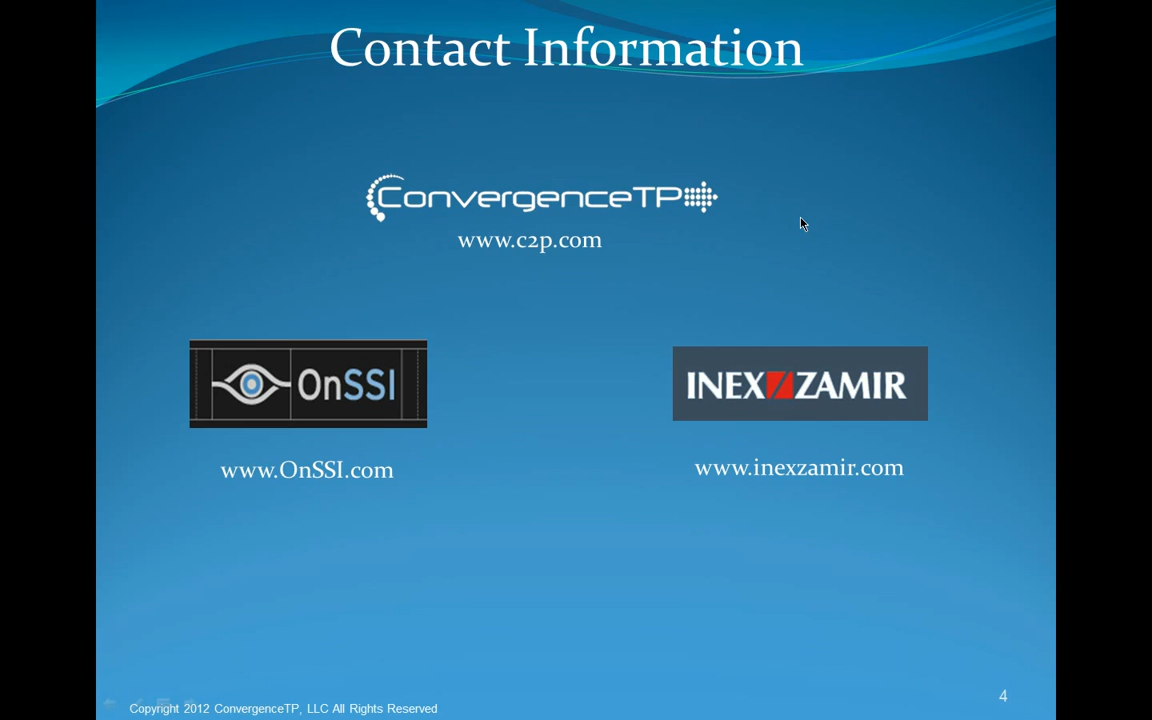 Contact Information
ConvergenceTP
www.c2p.com
OnSSI
INEX ZAMIR
www.OnSSI.com
www.inexzamir.com
4
Copyright 2012 ConvergenceTP, LLC All Rights Reserved